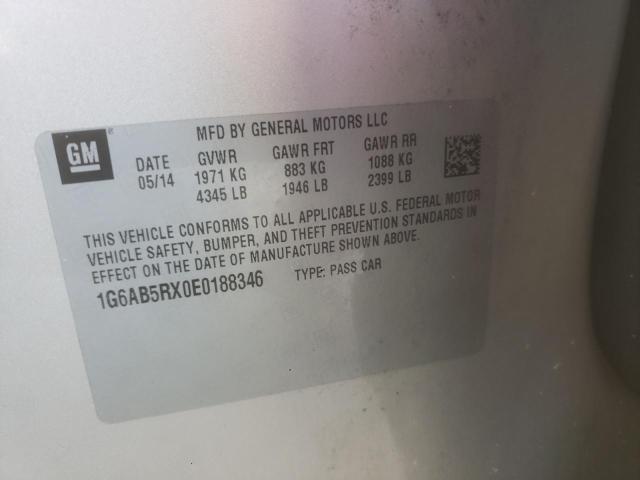 MFD BY GENERAL MOTORS LLC
GM ®
DATE GVWR GAWR FRT GAWR RR
05/14 1971 KG 883 KG 1088 KG
4345 LB 1946 LB 2399 LB
THIS VEHICLE CONFORMS TO ALL APPLICABLE U.S. FEDERAL MOTOR
VEHICLE SAFETY, BUMPER, AND THEFT PREVENTION STANDARDS IN
EFFECT ON THE DATE OF MANUFACTURE SHOWN ABOVE.
1G6AB5RX0E0188346 TYPE: PASS CAR